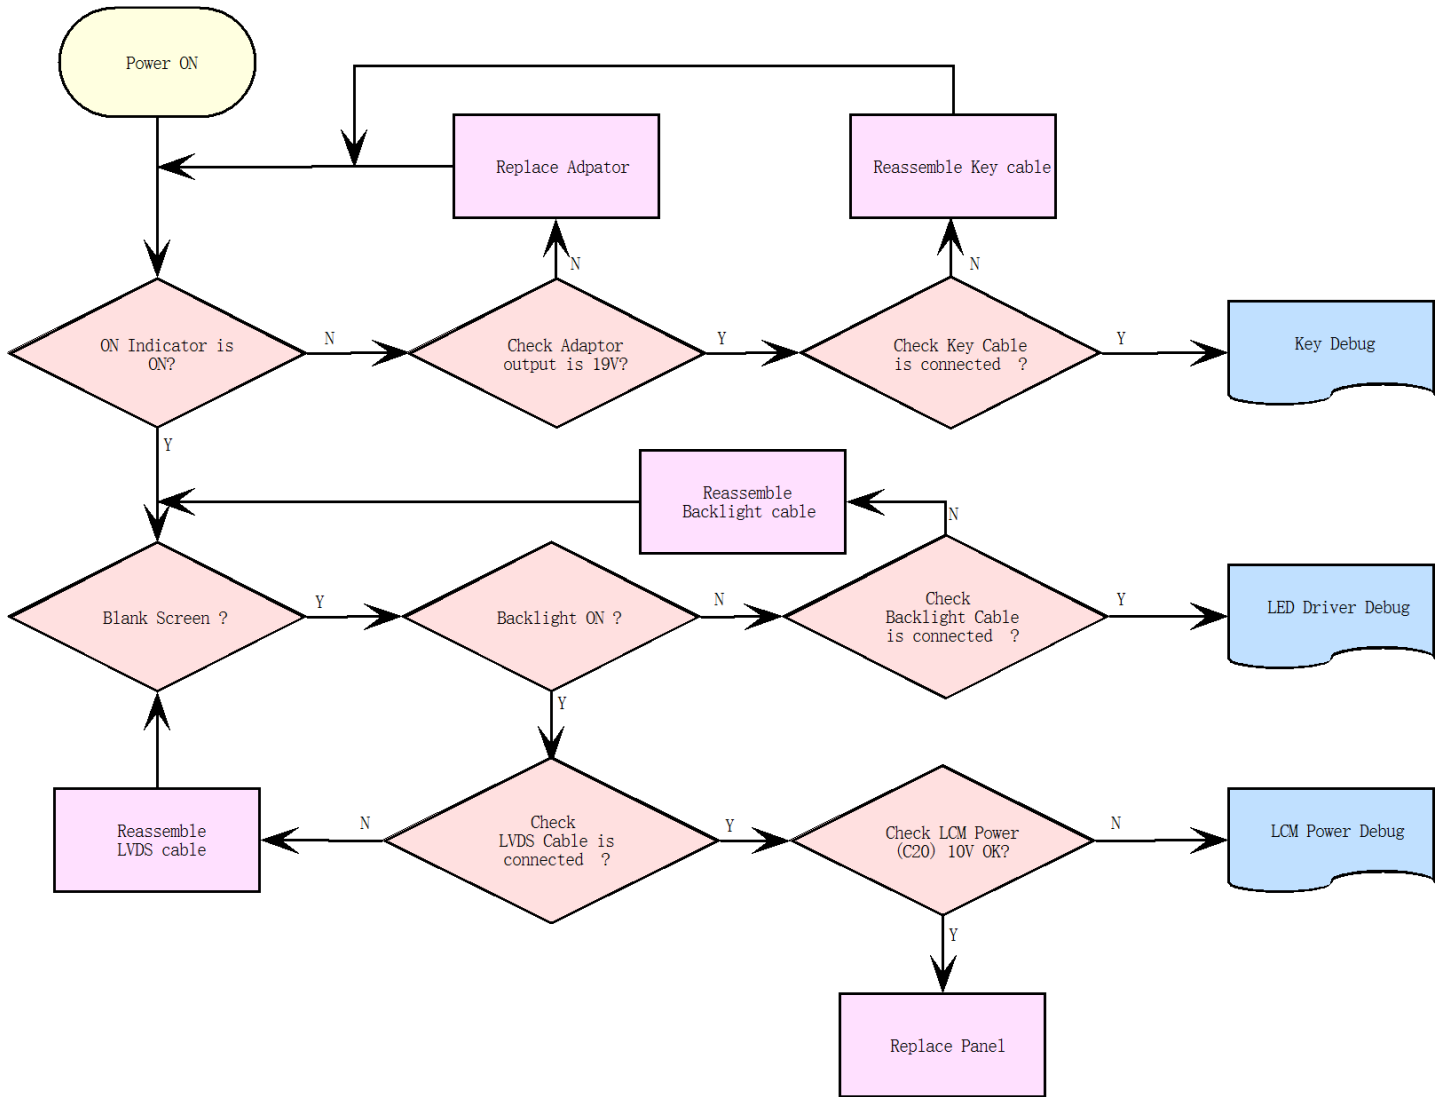 Power ON
Replace Adpator
Reassemble Key cable
N
N
ON Indicator is
ON?
N
Check Adaptor
output is 19V?
Y
Check Key Cable
is connected ?
Y
Key Debug
Y
Reassemble
Backlight cable
N
Blank Screen ?
Y
Backlight ON ?
N
Check
Backlight Cable
is connected ?
Y
LED Driver Debug
Y
Reassemble
LVDS cable
N
Check
LVDS Cable is
connected ?
Y
Check LCM Power
(C20) 10V OK?
N
LCM Power Debug
Y
Replace Panel